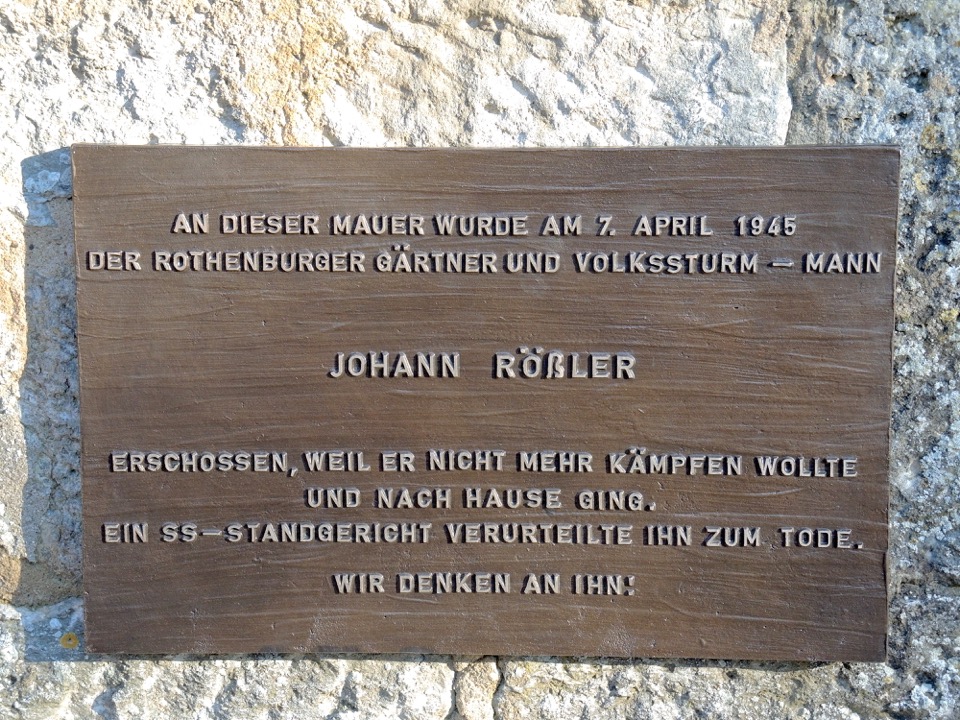 AN DIESER MAUER WURDE AM 7. APRIL 1945
DER ROTHENBURGER GÄRTNER UND VOLKSSTURM – MANN
JOHANN RÖßLER
ERSCHOSSEN, WEIL ER NICHT MEHR KÄMPFEN WOLLTE
UND NACH HAUSE GING.
EIN SS–STANDGERICHT VERURTEILTE IHN ZUM TODE.
WIR DENKEN AN IHN!